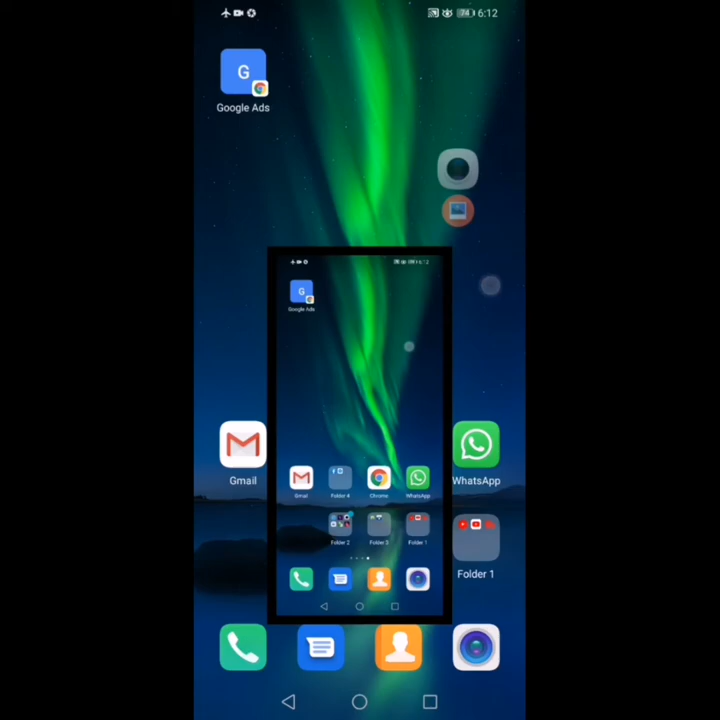 74 6:12
G
Google Ads
6:12
G
Google Ads
Gmail
WhatsApp
Gmail
Folder 4
Chrome
WhatsApp
Folder 2
Folder 3
Folder 1
Folder 1